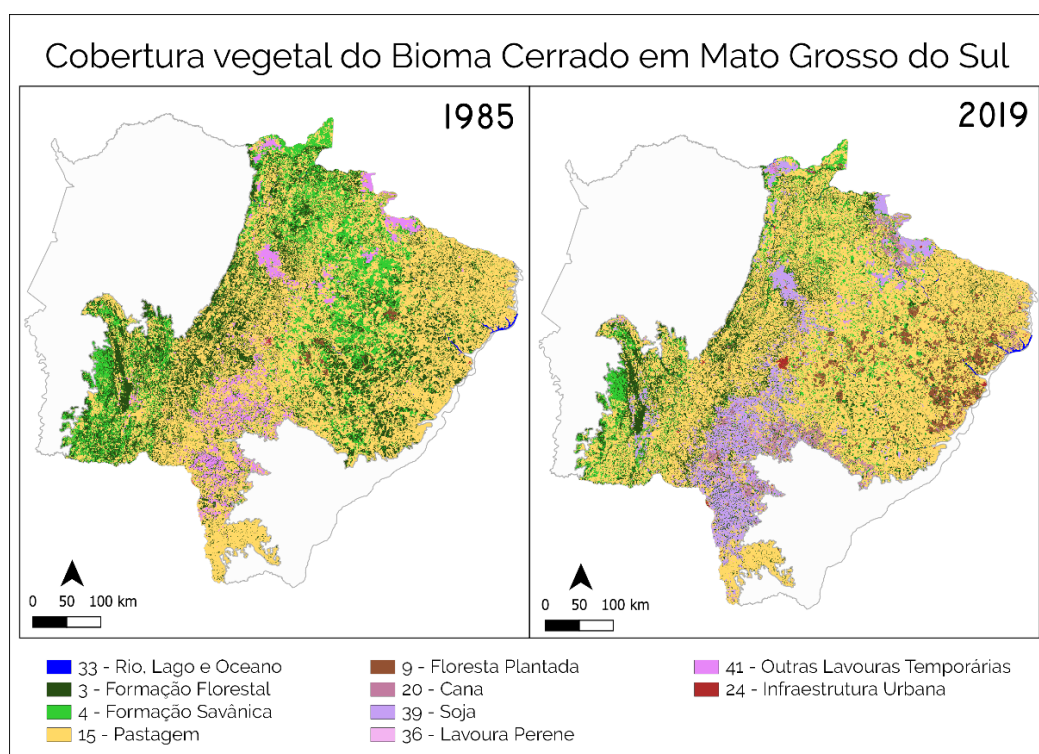 Cobertura vegetal do Bioma Cerrado em Mato Grosso do Sul
1985
2019
0 50 100 km
0 50 100 km
33 - Rio, Lago e Oceano
3 - Formação Florestal
4 - Formação Savânica
15 - Pastagem
9 - Floresta Plantada
20 - Cana
39 - Soja
36 - Lavoura Perene
41 - Outras Lavouras Temporárias
24 - Infraestrutura Urbana